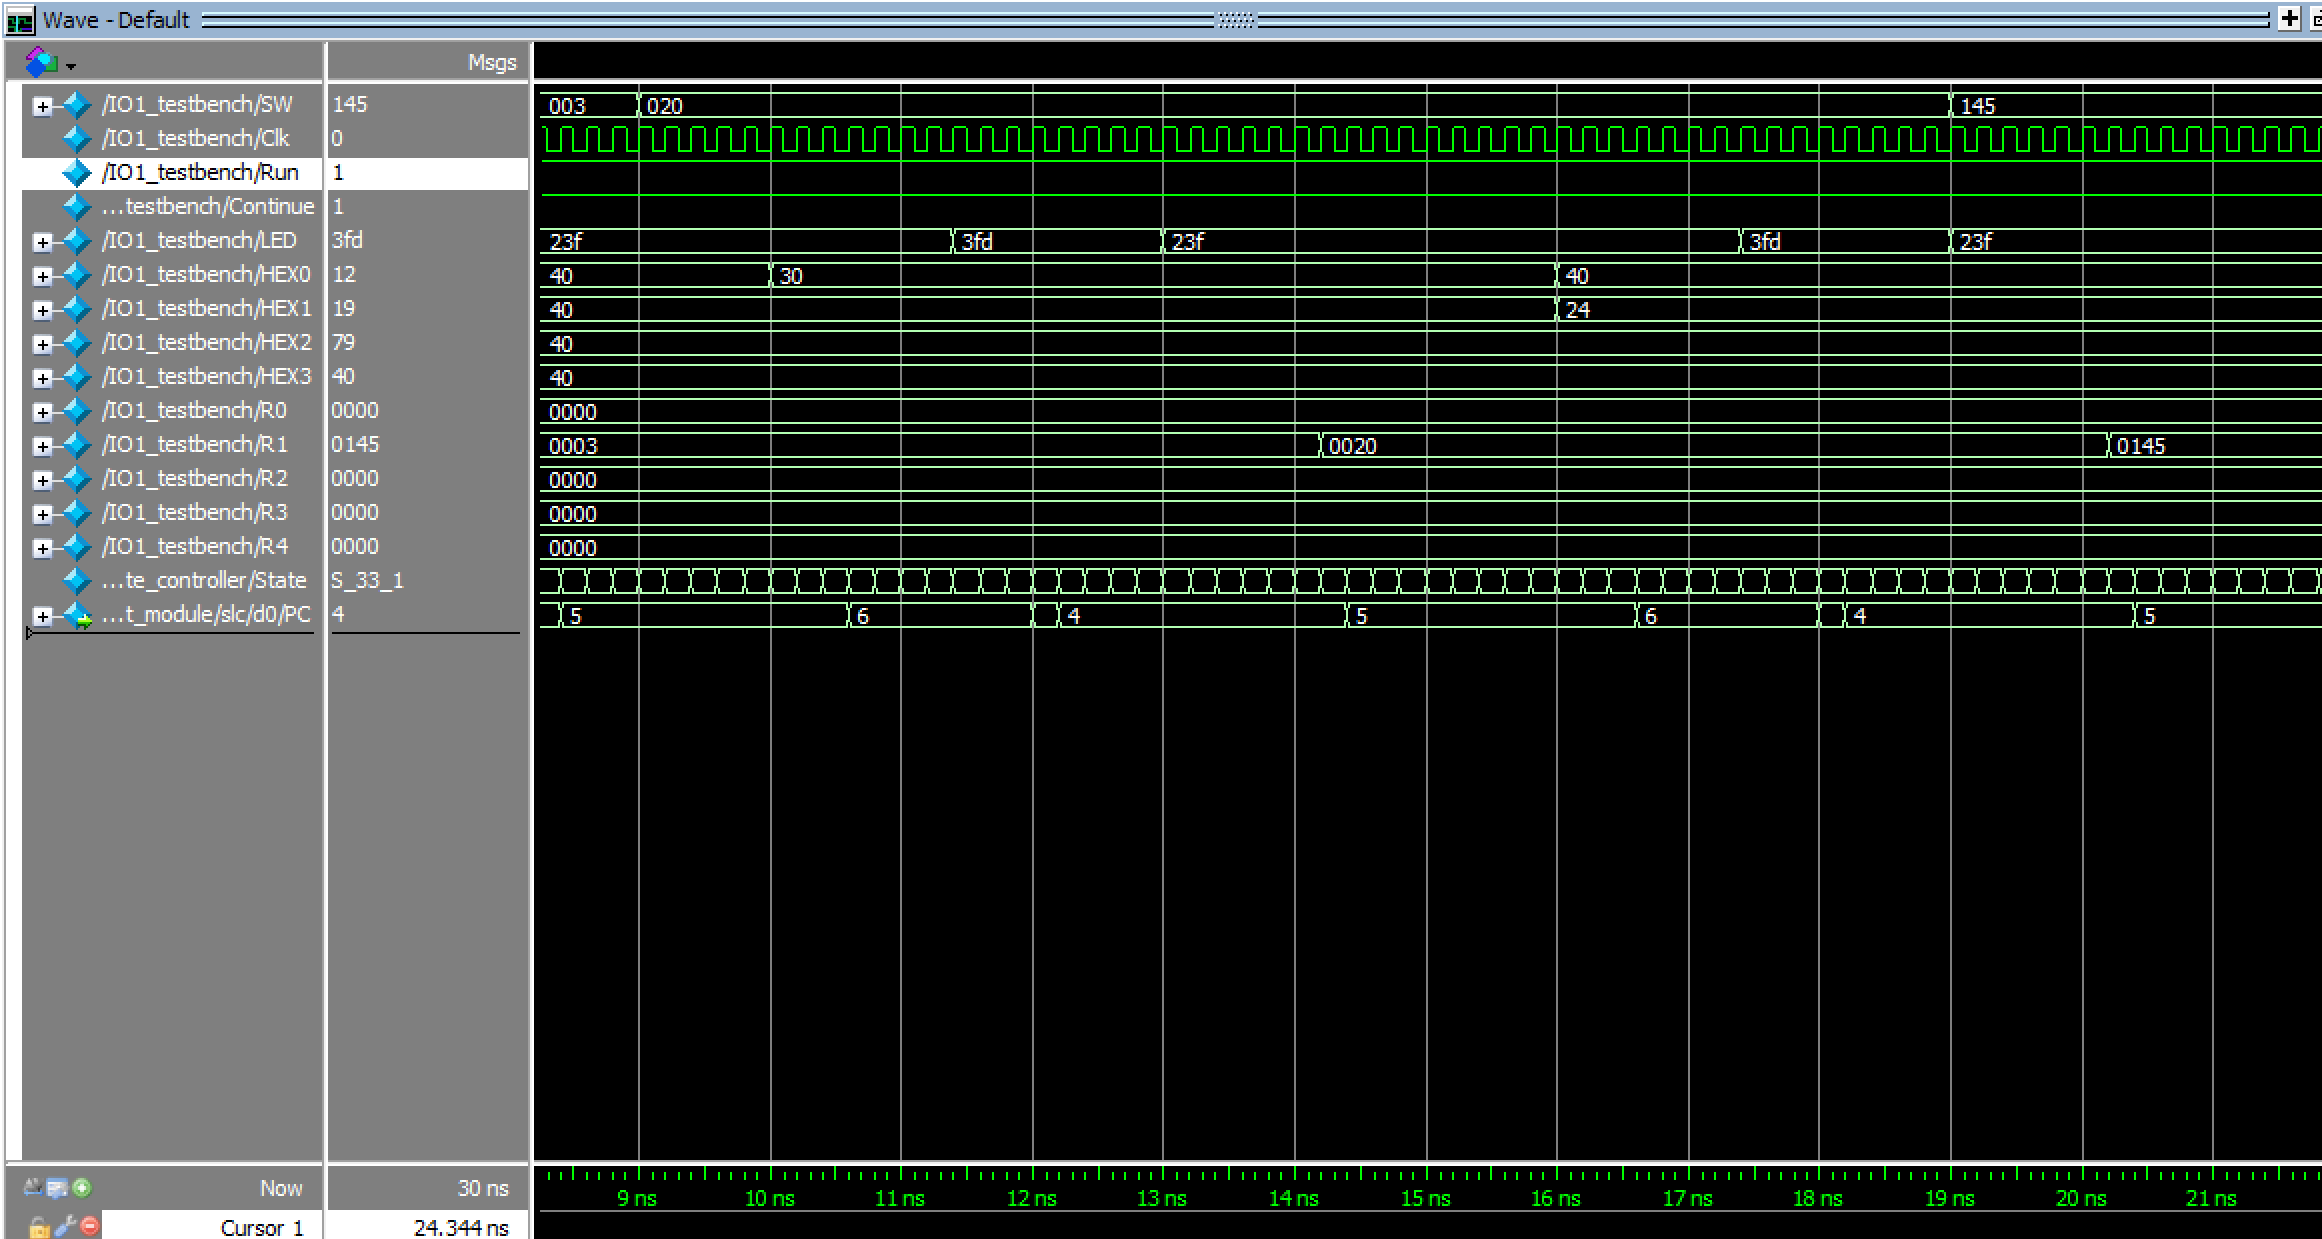 Wave - Default
Msgs
/IO1_testbench/SW 145 003 020 145
/IO1_testbench/Clk 0
/IO1_testbench/Run 1
...testbench/Continue 1
/IO1_testbench/LED 3fd 23f 3fd 23f 3fd 23f
/IO1_testbench/HEX0 12 40 30 40
/IO1_testbench/HEX1 19 40 24
/IO1_testbench/HEX2 79 40
/IO1_testbench/HEX3 40 40
/IO1_testbench/R0 0000 0000
/IO1_testbench/R1 0145 0003 0020 0145
/IO1_testbench/R2 0000 0000
/IO1_testbench/R3 0000 0000
/IO1_testbench/R4 0000 0000
...te_controller/State S_33_1
...t_module/slc/d0/PC 4 5 6 4 5 6 4 5
Now 30 ns 9 ns 10 ns 11 ns 12 ns 13 ns 14 ns 15 ns 16 ns 17 ns 18 ns 19 ns 20 ns 21 ns
Cursor 1 24.344 ns